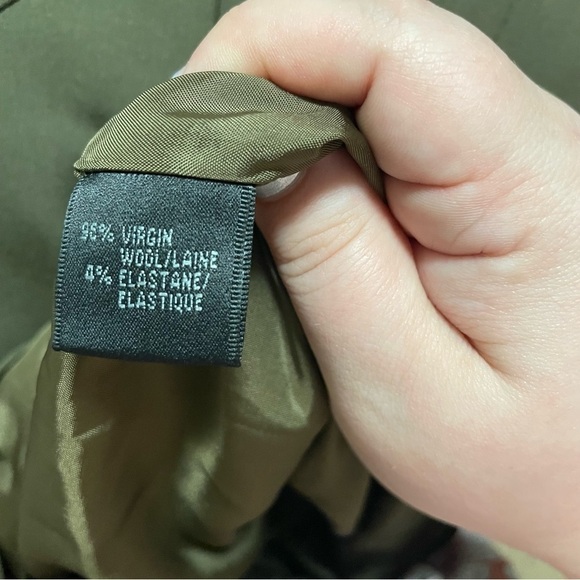 96% VIRGIN
WOOL/LAINE
4% ELASTANE/
ELASTIQUE